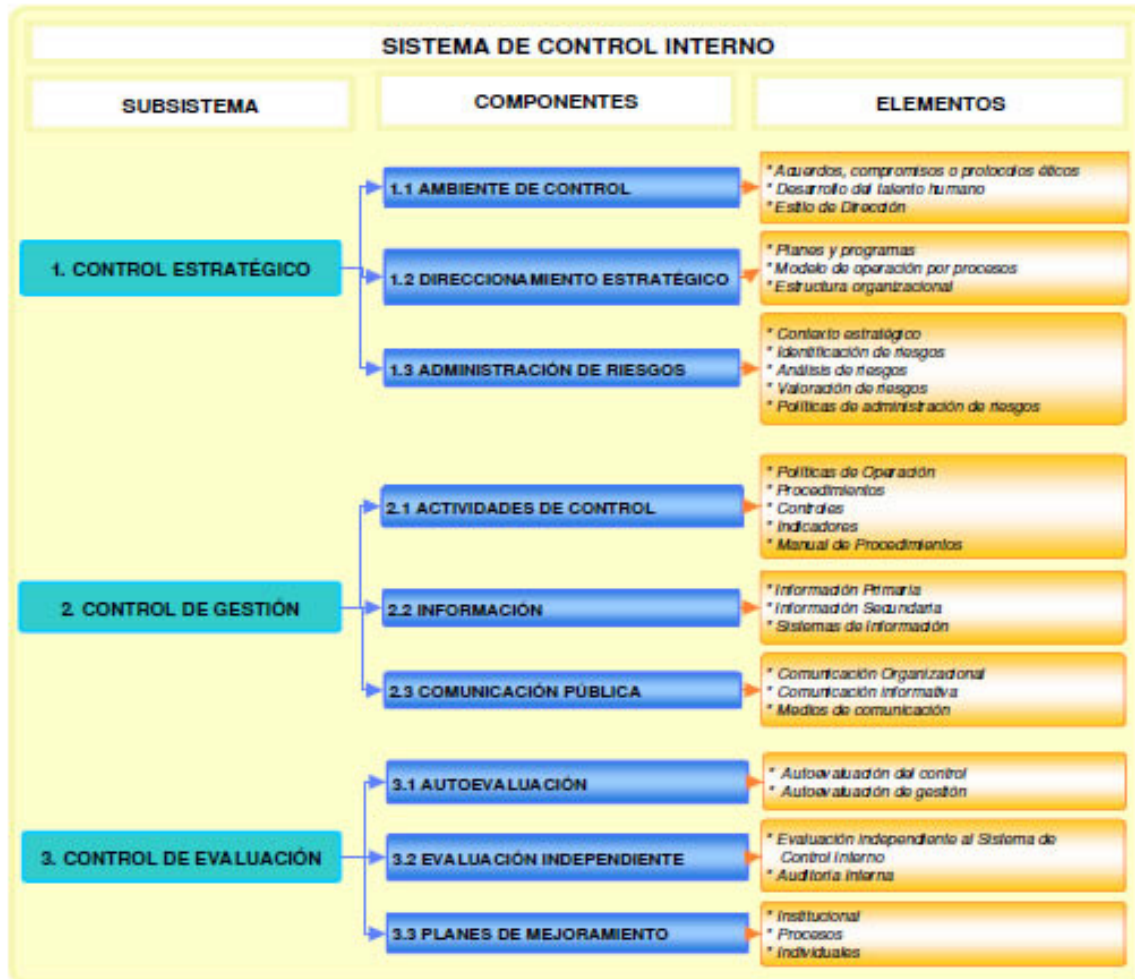 SISTEMA DE CONTROL INTERNO
SUBSISTEMA
COMPONENTES
ELEMENTOS
1. CONTROL ESTRATÉGICO
1.1 AMBIENTE DE CONTROL
* Acuerdos, compromisos o protocolos éticos
* Desarrollo del talento humano
* Estilo de Dirección
1.2 DIRECCIONAMIENTO ESTRATÉGICO
* Planes y programas
* Modelo de operación por procesos
* Estructura organizacional
1.3 ADMINISTRACIÓN DE RIESGOS
* Contexto estratégico
* Identificación de riesgos
* Análisis de riesgos
* Valoración de riesgos
* Políticas de administración de riesgos
2. CONTROL DE GESTIÓN
2.1 ACTIVIDADES DE CONTROL
* Políticas de Operación
* Procedimientos
* Controles
* Indicadores
* Manual de Procedimientos
2.2 INFORMACIÓN
* Información Primaria
* Información Secundaria
* Sistemas de Información
2.3 COMUNICACIÓN PÚBLICA
* Comunicación Organizacional
* Comunicación informativa
* Medios de comunicación
3. CONTROL DE EVALUACIÓN
3.1 AUTOEVALUACIÓN
* Autoevaluación del control
* Autoevaluación de gestión
3.2 EVALUACIÓN INDEPENDIENTE
* Evaluación independiente al Sistema de
Control Interno
* Auditoría Interna
3.3 PLANES DE MEJORAMIENTO
* Institucional
* Procesos
* Individuales